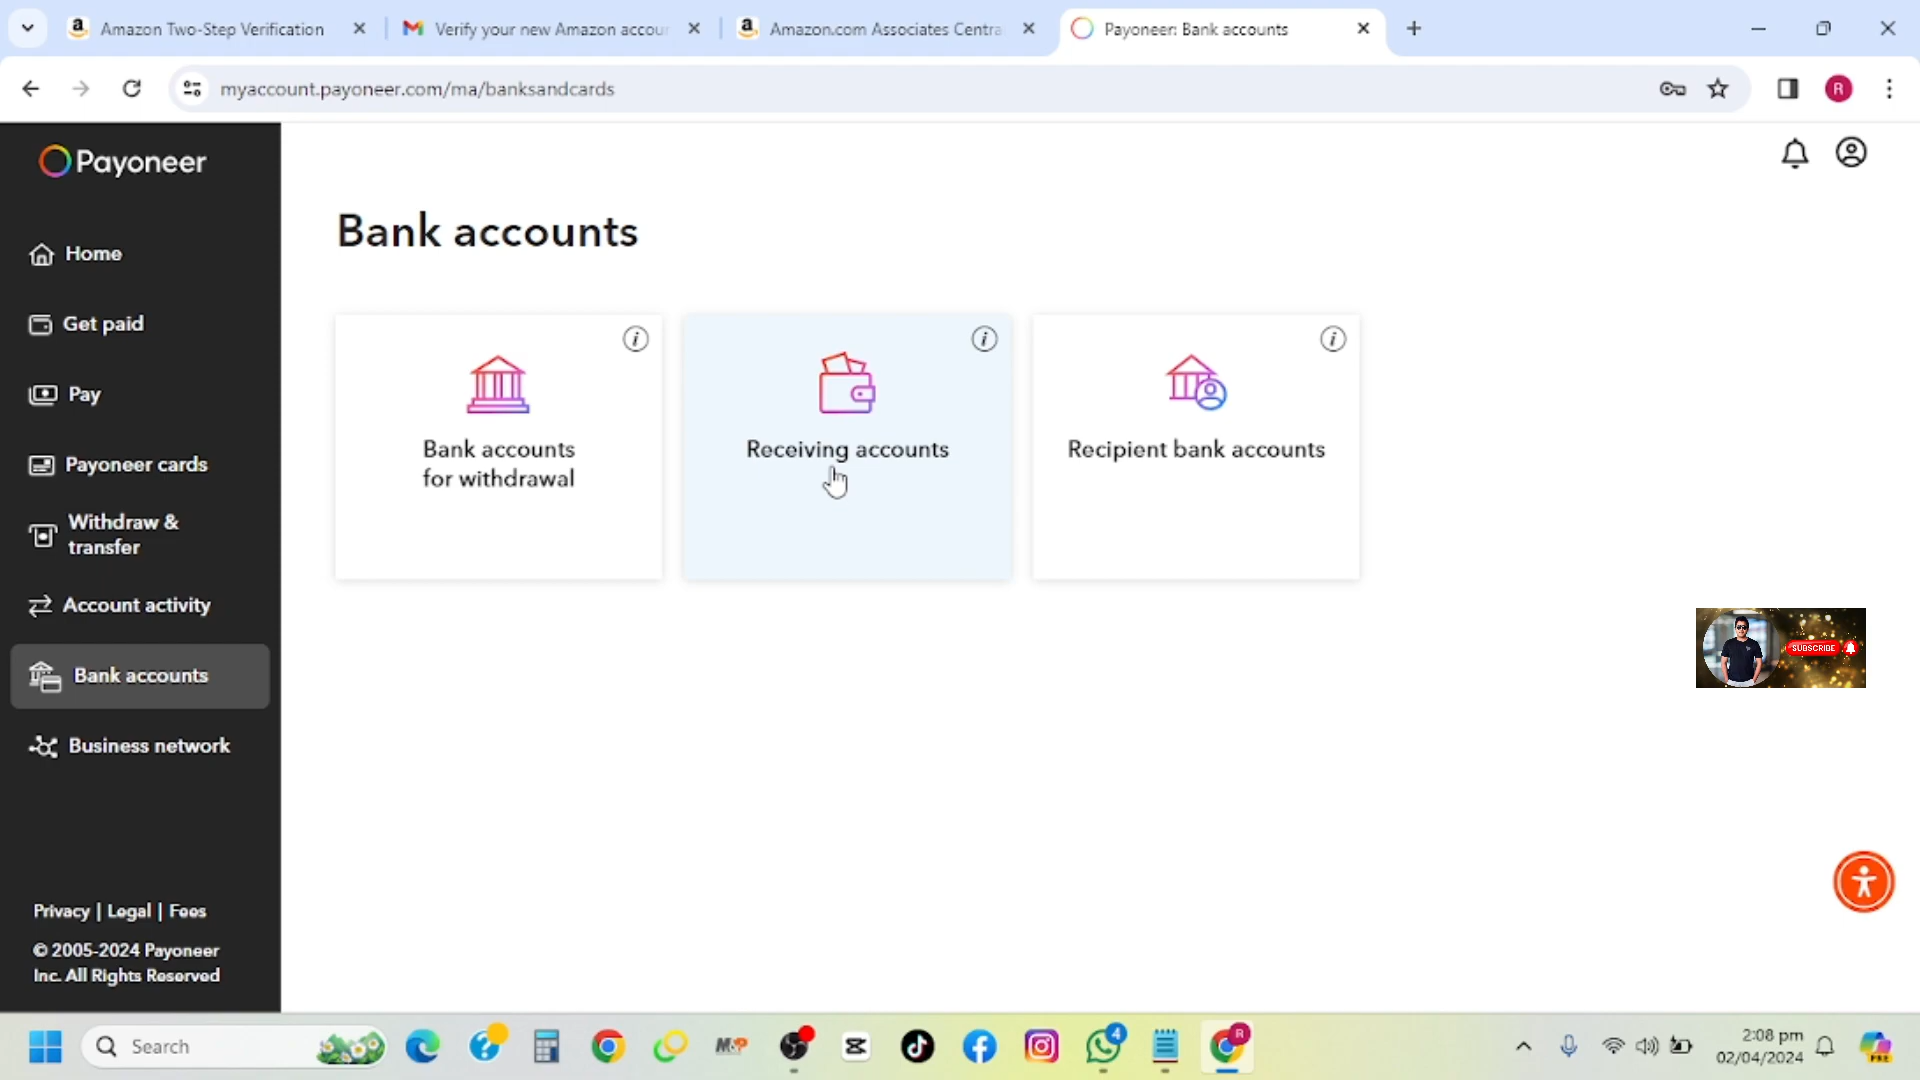 Amazon Two-Step Verification
Verify your new Amazon accou
Amazon.com Associates Centra
Payoneer: Bank accounts
myaccount.payoneer.com/ma/banksandcards
R
Payoneer
Home
Get paid
Pay
Payoneer cards
Withdraw &
transfer
Account activity
Bank accounts
Business network
Privacy | Legal | Fees
© 2005-2024 Payoneer
Inc. All Rights Reserved
Bank accounts
Bank accounts
for withdrawal
Receiving accounts
Recipient bank accounts
SUBSCRIBE
Search
4
R
2:08 pm
02/04/2024
PRE